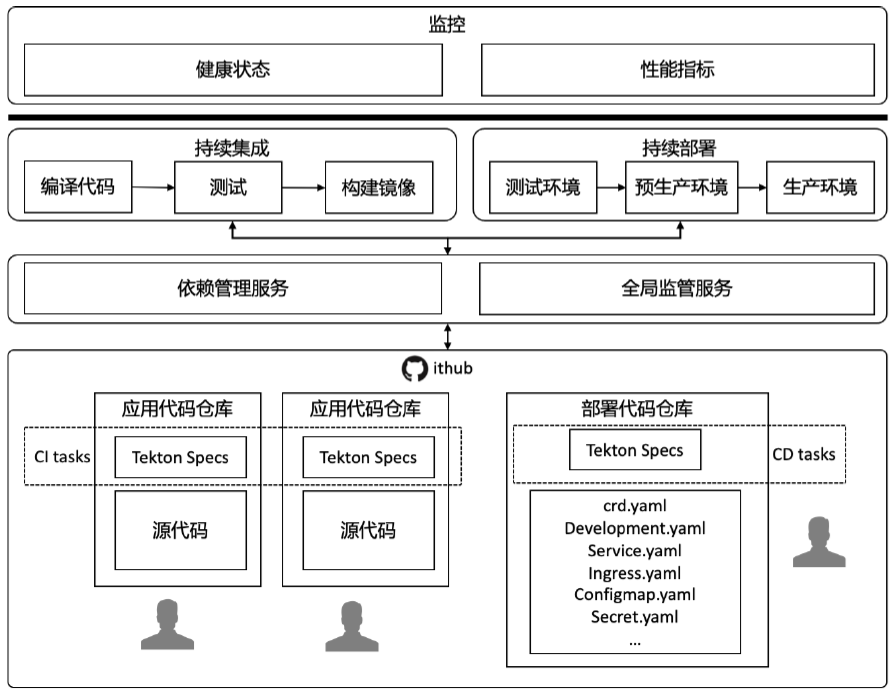 监控
健康状态
性能指标
持续集成
编译代码
测试
构建镜像
持续部署
测试环境
预生产环境
生产环境
依赖管理服务
全局监管服务
ithub
应用代码仓库
应用代码仓库
部署代码仓库
CI tasks
Tekton Specs
Tekton Specs
Tekton Specs
CD tasks
源代码
源代码
crd.yaml
Development.yaml
Service.yaml
Ingress.yaml
Configmap.yaml
Secret.yaml
...